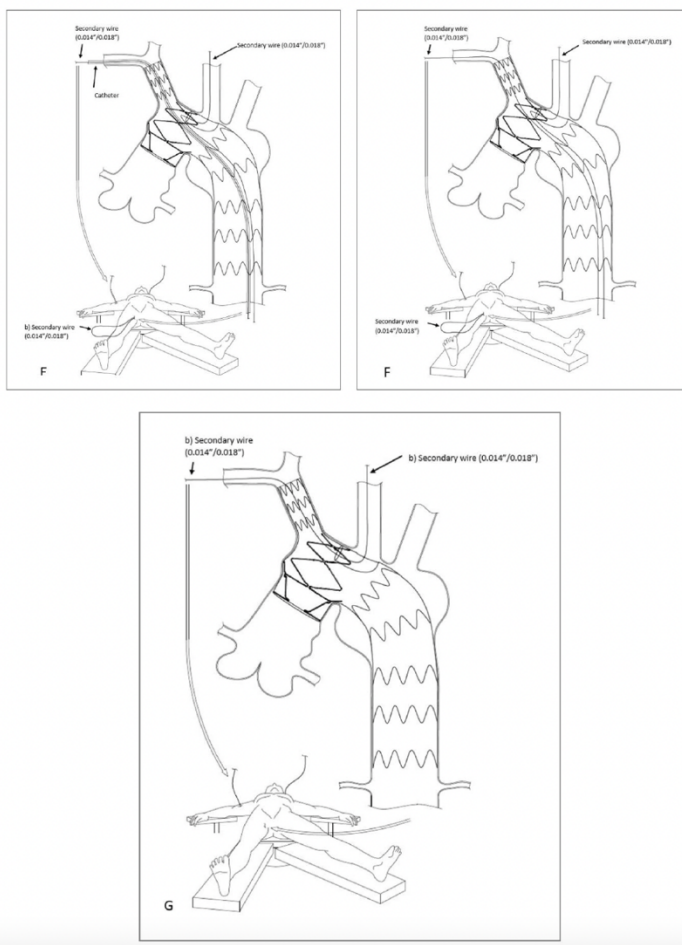 Secondary wire
(0.014"/0.018")
Secondary wire (0.014"/0.018")
Catheter
b) Secondary wire
(0.014"/0.018")
F
Secondary wire
(0.014"/0.018")
Secondary wire (0.014"/0.018")
Secondary wire
(0.014"/0.018")
F
b) Secondary wire
(0.014"/0.018")
b) Secondary wire (0.014"/0.018")
G